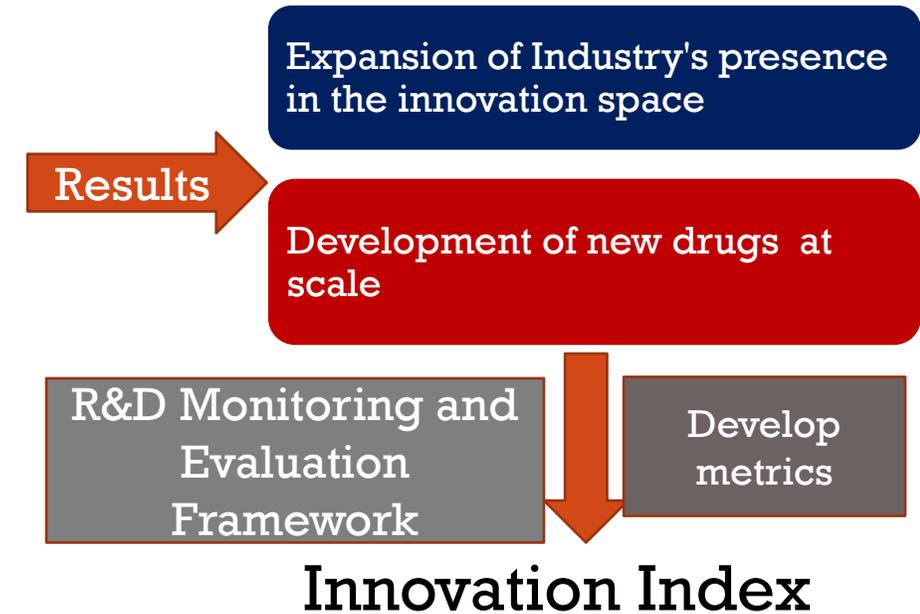 Expansion of Industry's presence
in the innovation space
Results
Development of new drugs at
scale
R&D Monitoring and
Evaluation
Framework
Develop
metrics
Innovation Index